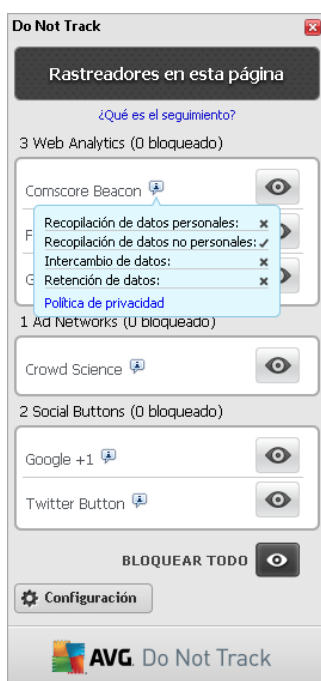 Do Not Track
Rastreadores en esta página
¿Qué es el seguimiento?
3 Web Analytics (0 bloqueado)
Comscore Beacon
F
Recopilación de datos personales:
Recopilación de datos no personales:
Intercambio de datos:
G
Retención de datos:
Política de privacidad
1 Ad Networks (0 bloqueado)
Crowd Science
2 Social Buttons (0 bloqueado)
Google +1
Twitter Button
BLOQUEAR TODO
Configuración
AVG Do Not Track